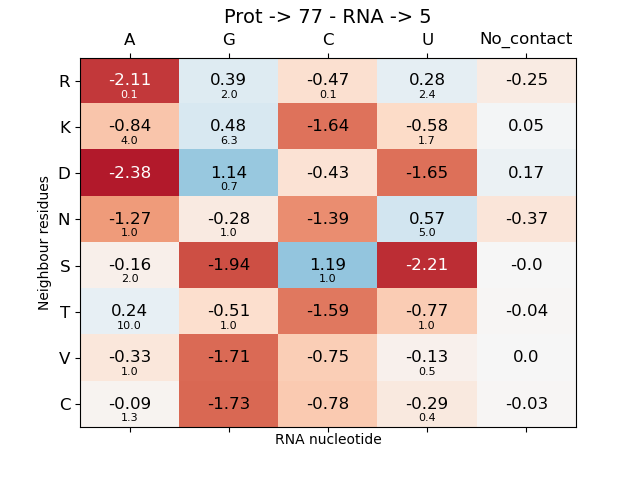 Prot -> 77 - RNA -> 5
A G C U No_contact
R -2.11 0.39 -0.47 0.28 -0.25
0.1 2.0 0.1 2.4
K -0.84 0.48 -1.64 -0.58 0.05
4.0 6.3 1.7
D -2.38 1.14 -0.43 -1.65 0.17
0.7
N -1.27 -0.28 -1.39 0.57 -0.37
1.0 1.0 5.0
S -0.16 -1.94 1.19 -2.21 -0.0
2.0 1.0
T 0.24 -0.51 -1.59 -0.77 -0.04
10.0 1.0 1.0
V -0.33 -1.71 -0.75 -0.13 0.0
1.0 0.5
C -0.09 -1.73 -0.78 -0.29 -0.03
1.3 0.4
RNA nucleotide
Neighbour residues